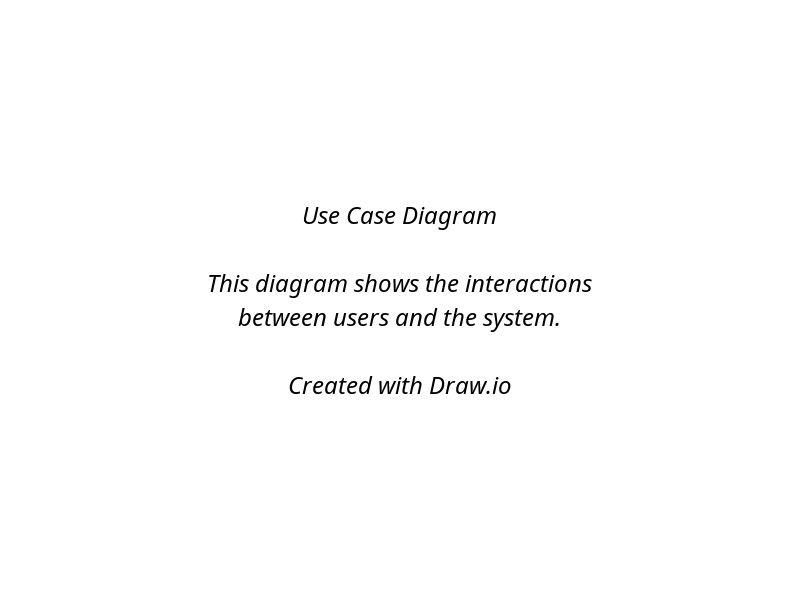 Use Case Diagram
This diagram shows the interactions
between users and the system.
Created with Draw.io